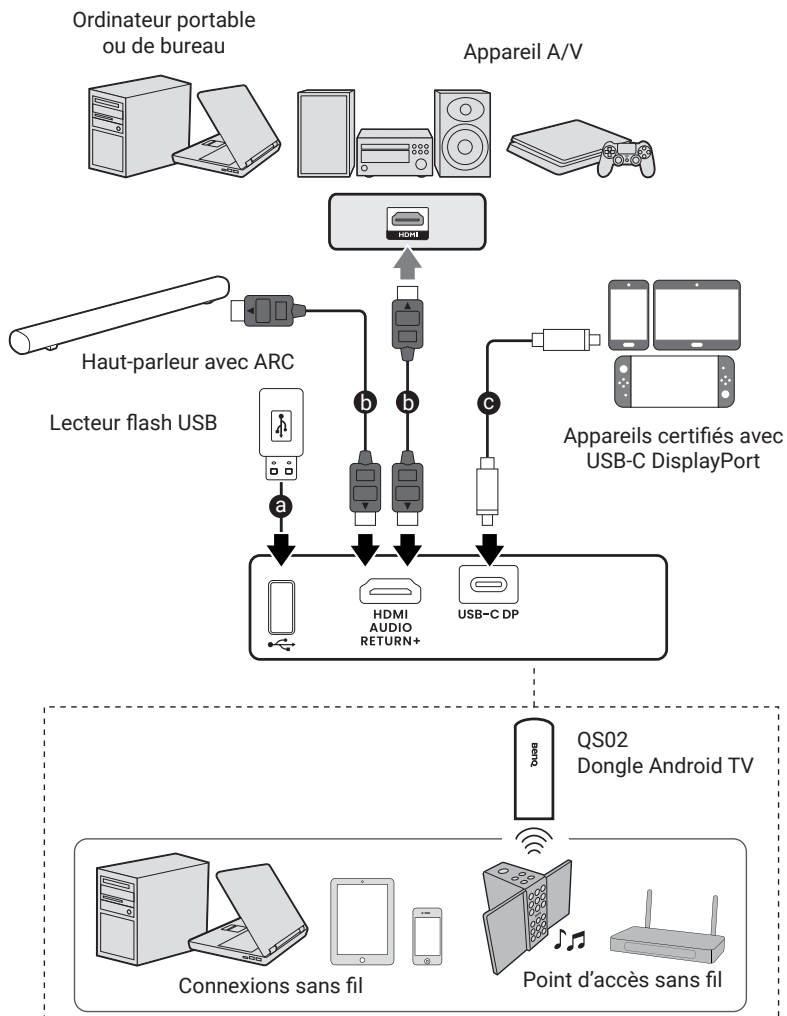 Ordinateur portable
ou de bureau
Appareil A/V
HDMI
Haut-parleur avec ARC
Lecteur flash USB
b
b
c
Appareils certifiés avec
USB-C DisplayPort
a
HDMI
AUDIO
RETURN+
USB-C DP
BenQ
QS02
Dongle Android TV
Connexions sans fil
Point d’accès sans fil